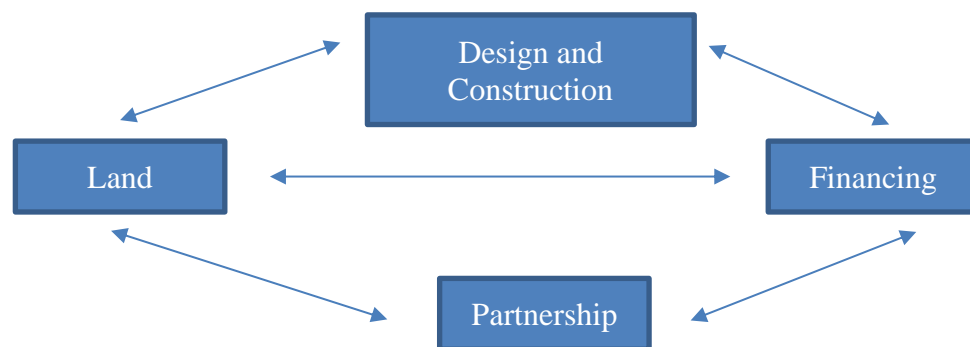 Design and
Construction
Land
Financing
Partnership